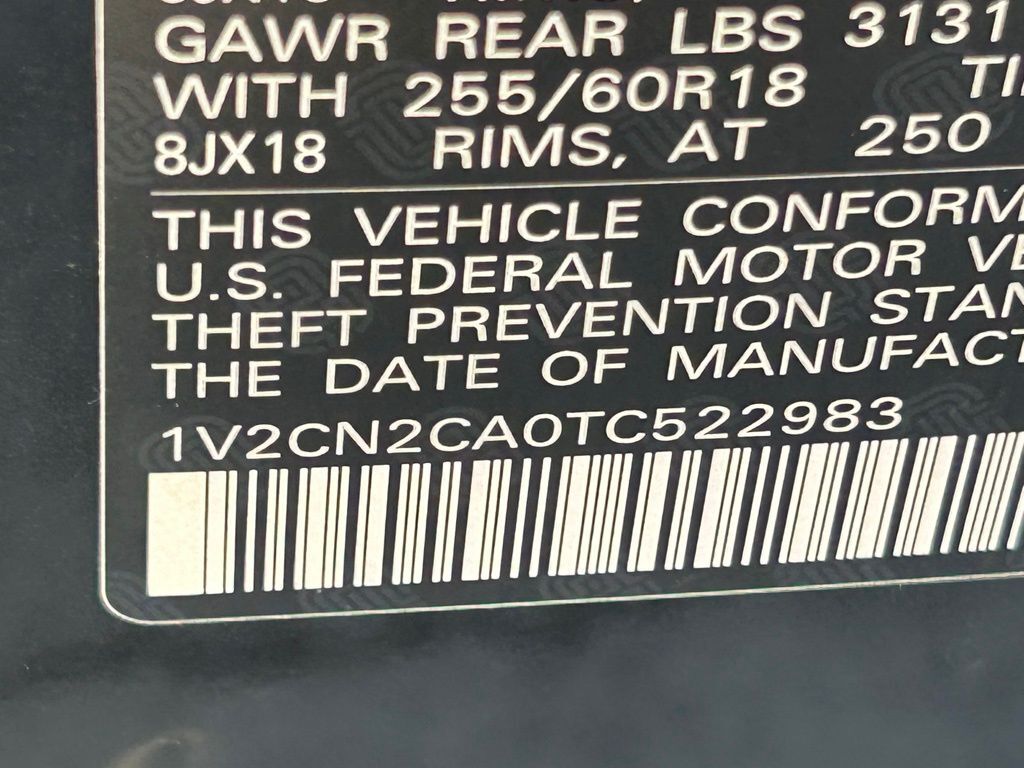 GAWR REAR LBS 3131
WITH 255/60R18 TI
8JX18 RIMS, AT 250
THIS VEHICLE CONFORM
U.S. FEDERAL MOTOR VE
THEFT PREVENTION STAN
THE DATE OF MANUFACT
1V2CN2CA0TC522983